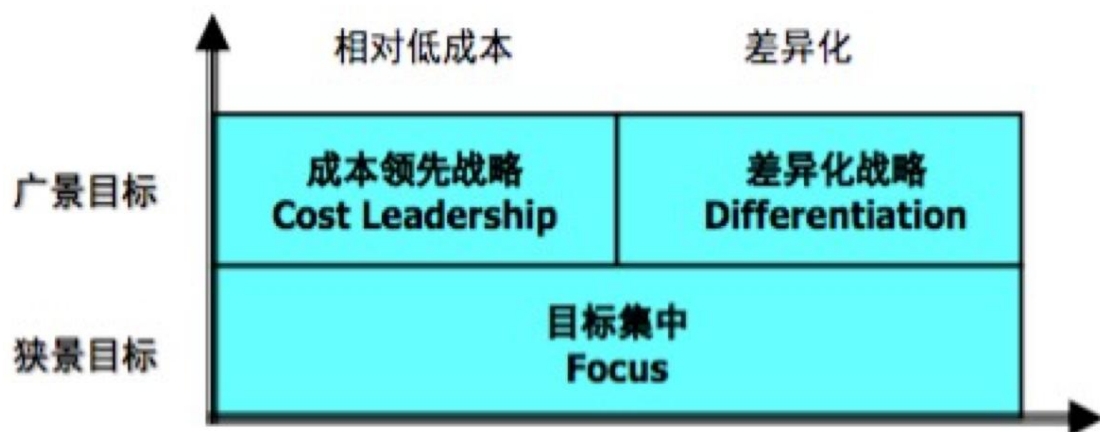 相对低成本 差异化
广景目标
成本领先战略
Cost Leadership
差异化战略
Differentiation
狭景目标
目标集中
Focus